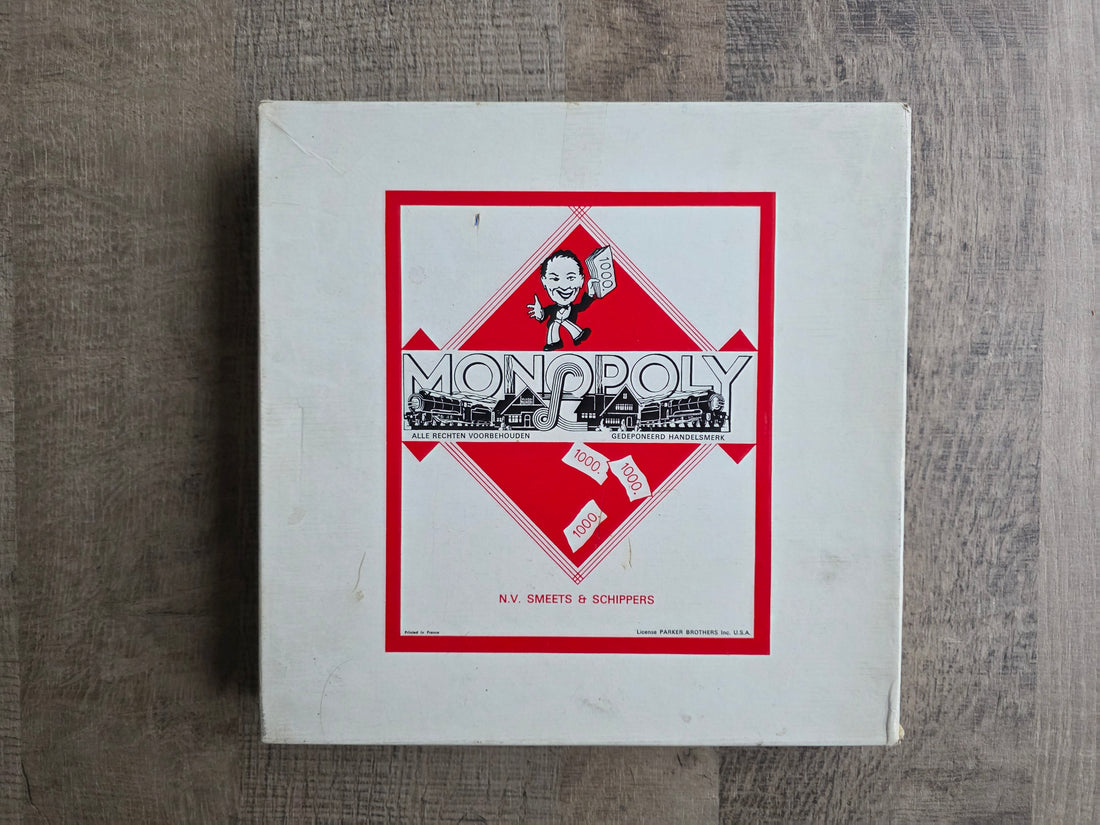 1000.
MONOPOLY
ALLE RECHTEN VOORBEHOUDEN GEDEPONEERD HANDELSMERK
1000.
1000.
1000.
N.V. SMEETS & SCHIPPERS
Printed in France License PARKER BROTHERS Inc. U.S.A.